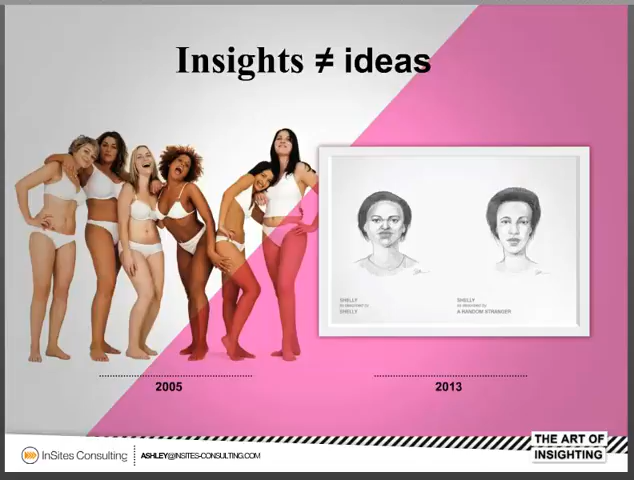 Insights ≠ ideas
SHELLY
as described by
SHELLY
SHELLY
as described by
A RANDOM STRANGER
2005
2013
InSites Consulting
ASHLEY@INSITES-CONSULTING.COM
THE ART OF
INSIGHTING